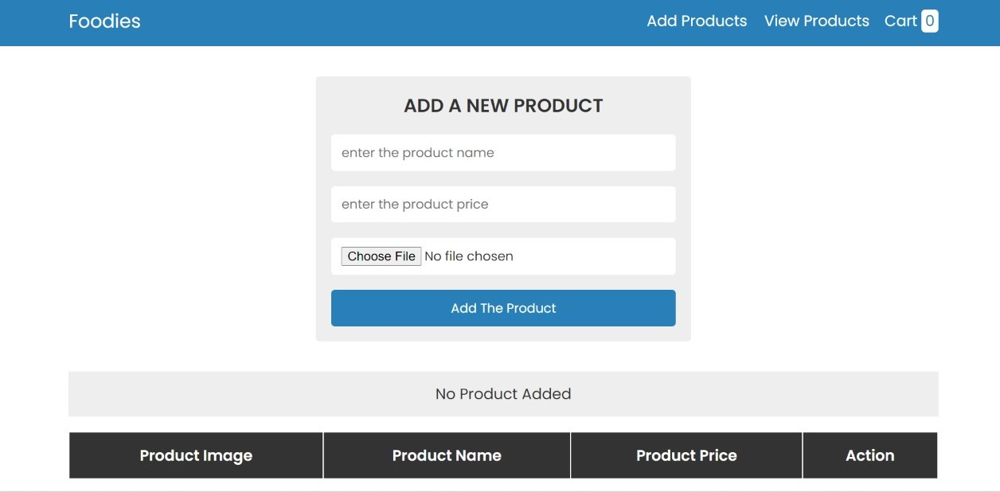 Foodies Add Products View Products Cart 0
ADD A NEW PRODUCT
enter the product name
enter the product price
Choose File No file chosen
Add The Product
No Product Added
Product Image Product Name Product Price Action